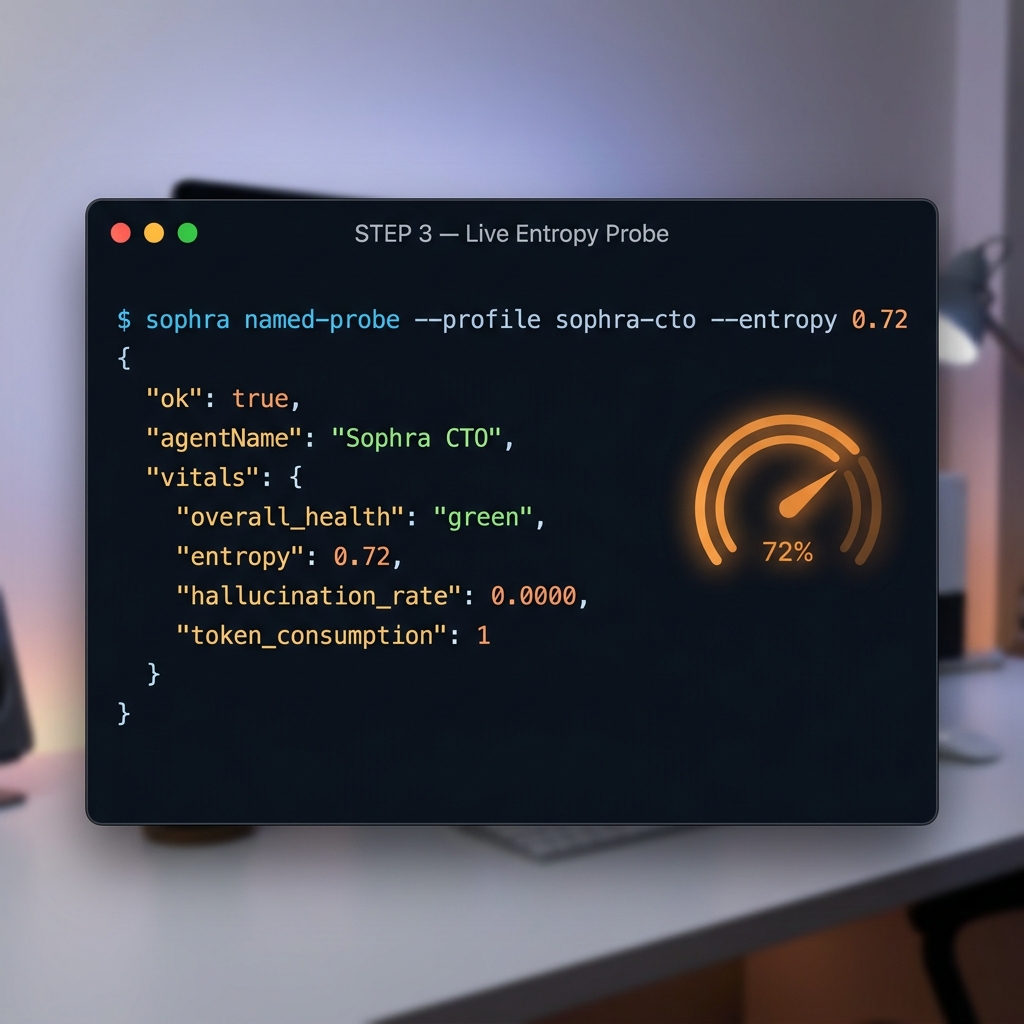 STEP 3 — Live Entropy Probe
$ sophra named-probe --profile sophra-cto --entropy 0.72
{
"ok": true,
"agentName": "Sophra CTO",
"vitals": {
"overall_health": "green",
"entropy": 0.72,
"hallucination_rate": 0.0000,
"token_consumption": 1
}
}
72%